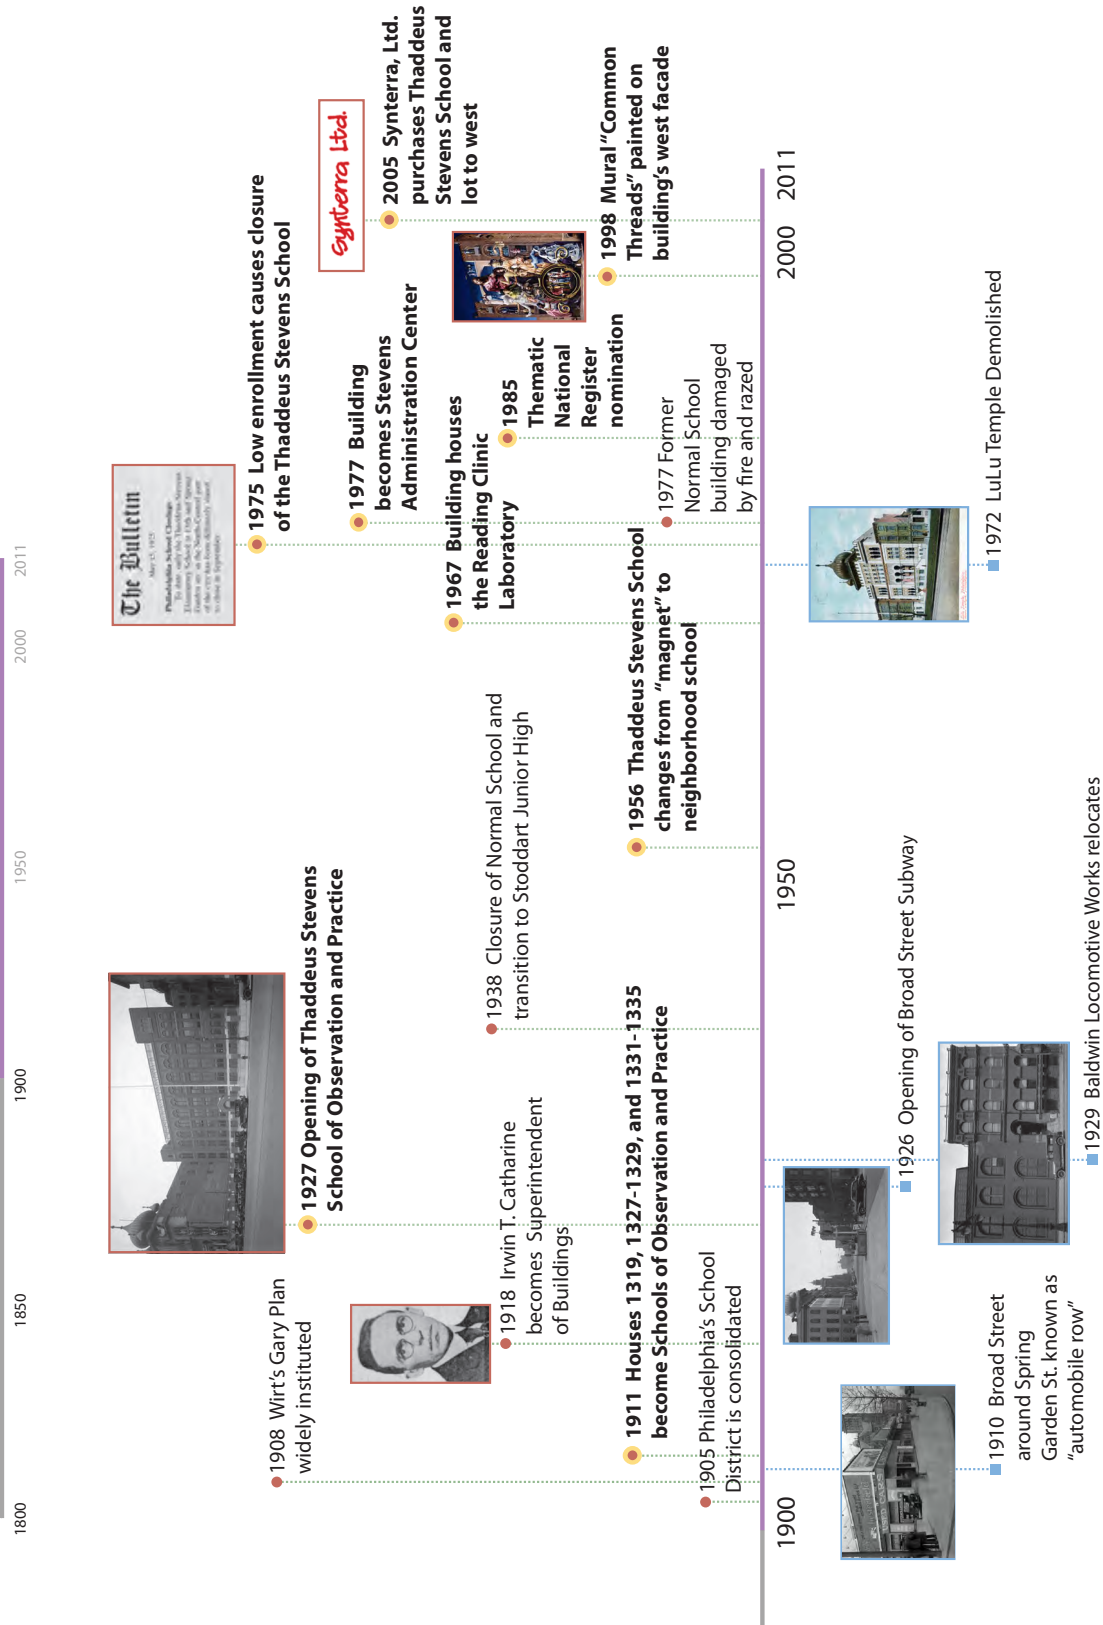 1800
1850
1900
1950
2000
2011
The Bulletin
May 15, 1975
Philadelphia School Closings
1975 Low enrollment causes closure
of the Thaddeus Stevens School
Synterra Ltd.
2005 Synterra, Ltd.
purchases Thaddeus
Stevens School and
lot to west
1977 Building
becomes Stevens
Administration Center
1967 Building houses
the Reading Clinic
Laboratory
1985
Thematic
National
Register
nomination
1998 Mural “Common
Threads” painted on
building’s west facade
1977 Former
Normal School
building damaged
by fire and razed
1956 Thaddeus Stevens School
changes from “magnet” to
neighborhood school
1938 Closure of Normal School and
transition to Stoddart Junior High
1927 Opening of Thaddeus Stevens
School of Observation and Practice
1908 Wirt’s Gary Plan
widely instituted
1918 Irwin T. Catharine
becomes Superintendent
of Buildings
1911 Houses 1319, 1327-1329, and 1331-1335
become Schools of Observation and Practice
1905 Philadelphia’s School
District is consolidated
1900
1950
2000
2011
1910 Broad Street
around Spring
Garden St. known as
“automobile row”
1926 Opening of Broad Street Subway
1929 Baldwin Locomotive Works relocates
1972 LuLu Temple Demolished